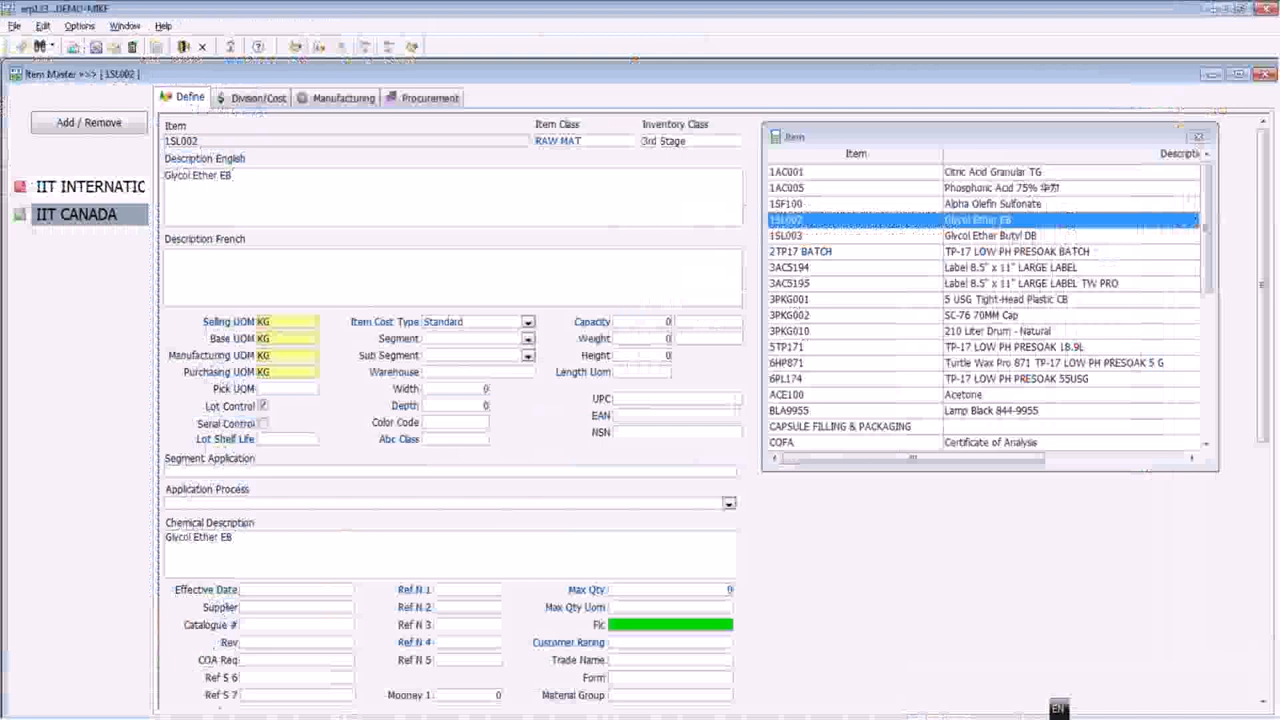 erp103...DEMO-MIKE
File Edit Options Window Help
Item Master >>> [ 1SL002 ]
Define Division/Cost Manufacturing Procurement
Add / Remove
IIT INTERNATIC
IIT CANADA
Item Item Class Inventory Class
1SL002 RAW MAT 3rd Stage
Description English
Glycol Ether EB
Description French
Selling UOM KG Item Cost Type Standard Capacity 0
Base UOM KG Segment Weight 0
Manufacturing UOM KG Sub Segment Height 0
Purchasing UOM KG Warehouse Length Uom
Pick UOM Width 0
Lot Control Depth 0 UPC
Serial Control Color Code EAN
Lot Shelf Life Abc Class NSN
Segment Application
Application Process
Chemical Description
Glycol Ether EB
Effective Date Ref N 1 Max Qty 0
Supplier Ref N 2 Max Qty Uom
Catalogue # Ref N 3
Rev Ref N 4 Customer Rating
COA Req Ref N 5 Trade Name
Ref S 6 Form
Ref S 7 Mooney 1 0 Material Group
Item
Item Descriptio
1AC001 Citric Acid Granular TG
1AC005 Phosphoric Acid 75%
1SF100 Alpha Olefin Sulfonate
1SL002 Glycol Ether EB
1SL003 Glycol Ether Butyl DB
2TP17 BATCH TP-17 LOW PH PRESOAK BATCH
3AC5194 Label 8.5" x 11" LARGE LABEL
3AC5195 Label 8.5" x 11" LARGE LABEL TW PRO
3PKG001 5 USG Tight-Head Plastic CB
3PKG002 SC-76 70MM Cap
3PKG010 210 Liter Drum - Natural
5TP171 TP-17 LOW PH PRESOAK 18.9L
6HP871 Turtle Wax Pro 871 TP-17 LOW PH PRESOAK 5 G
6PL174 TP-17 LOW PH PRESOAK 55USG
ACE100 Acetone
BLA9955 Lamp Black 844-9955
CAPSULE FILLING & PACKAGING
COFA Certificate of Analysis
EN